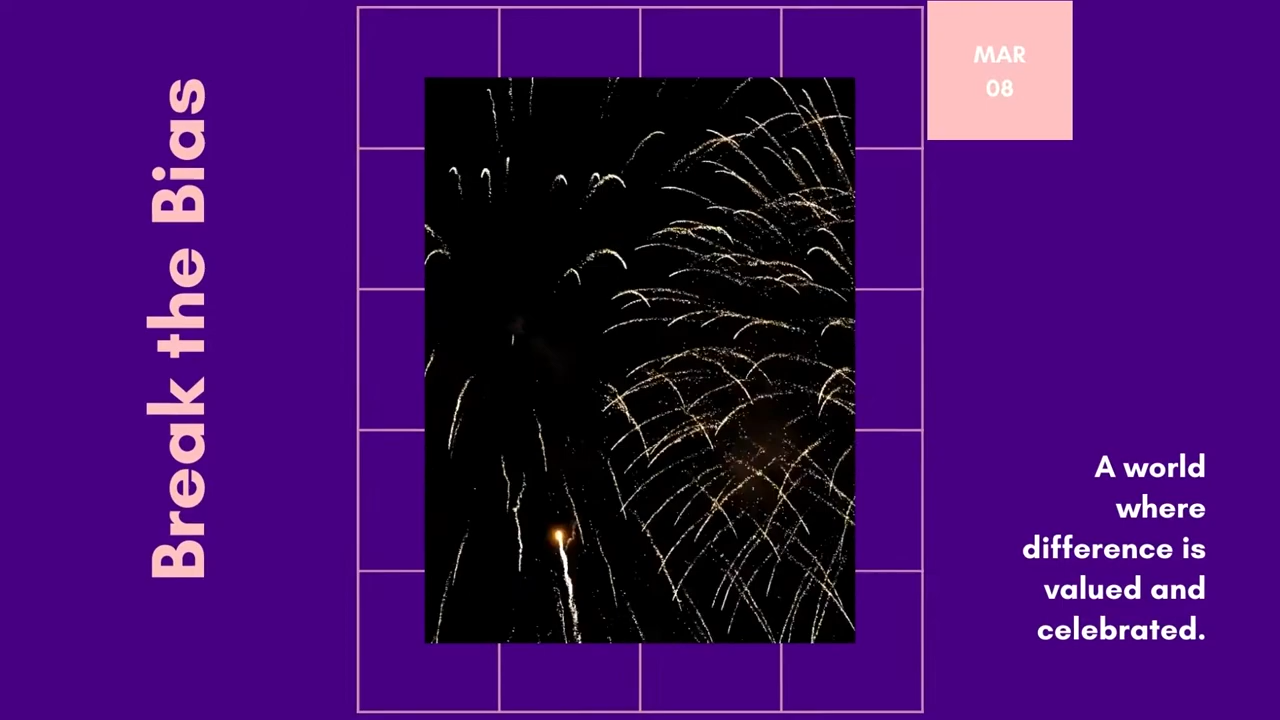 Break the Bias
MAR
08
A world
where
difference is
valued and
celebrated.